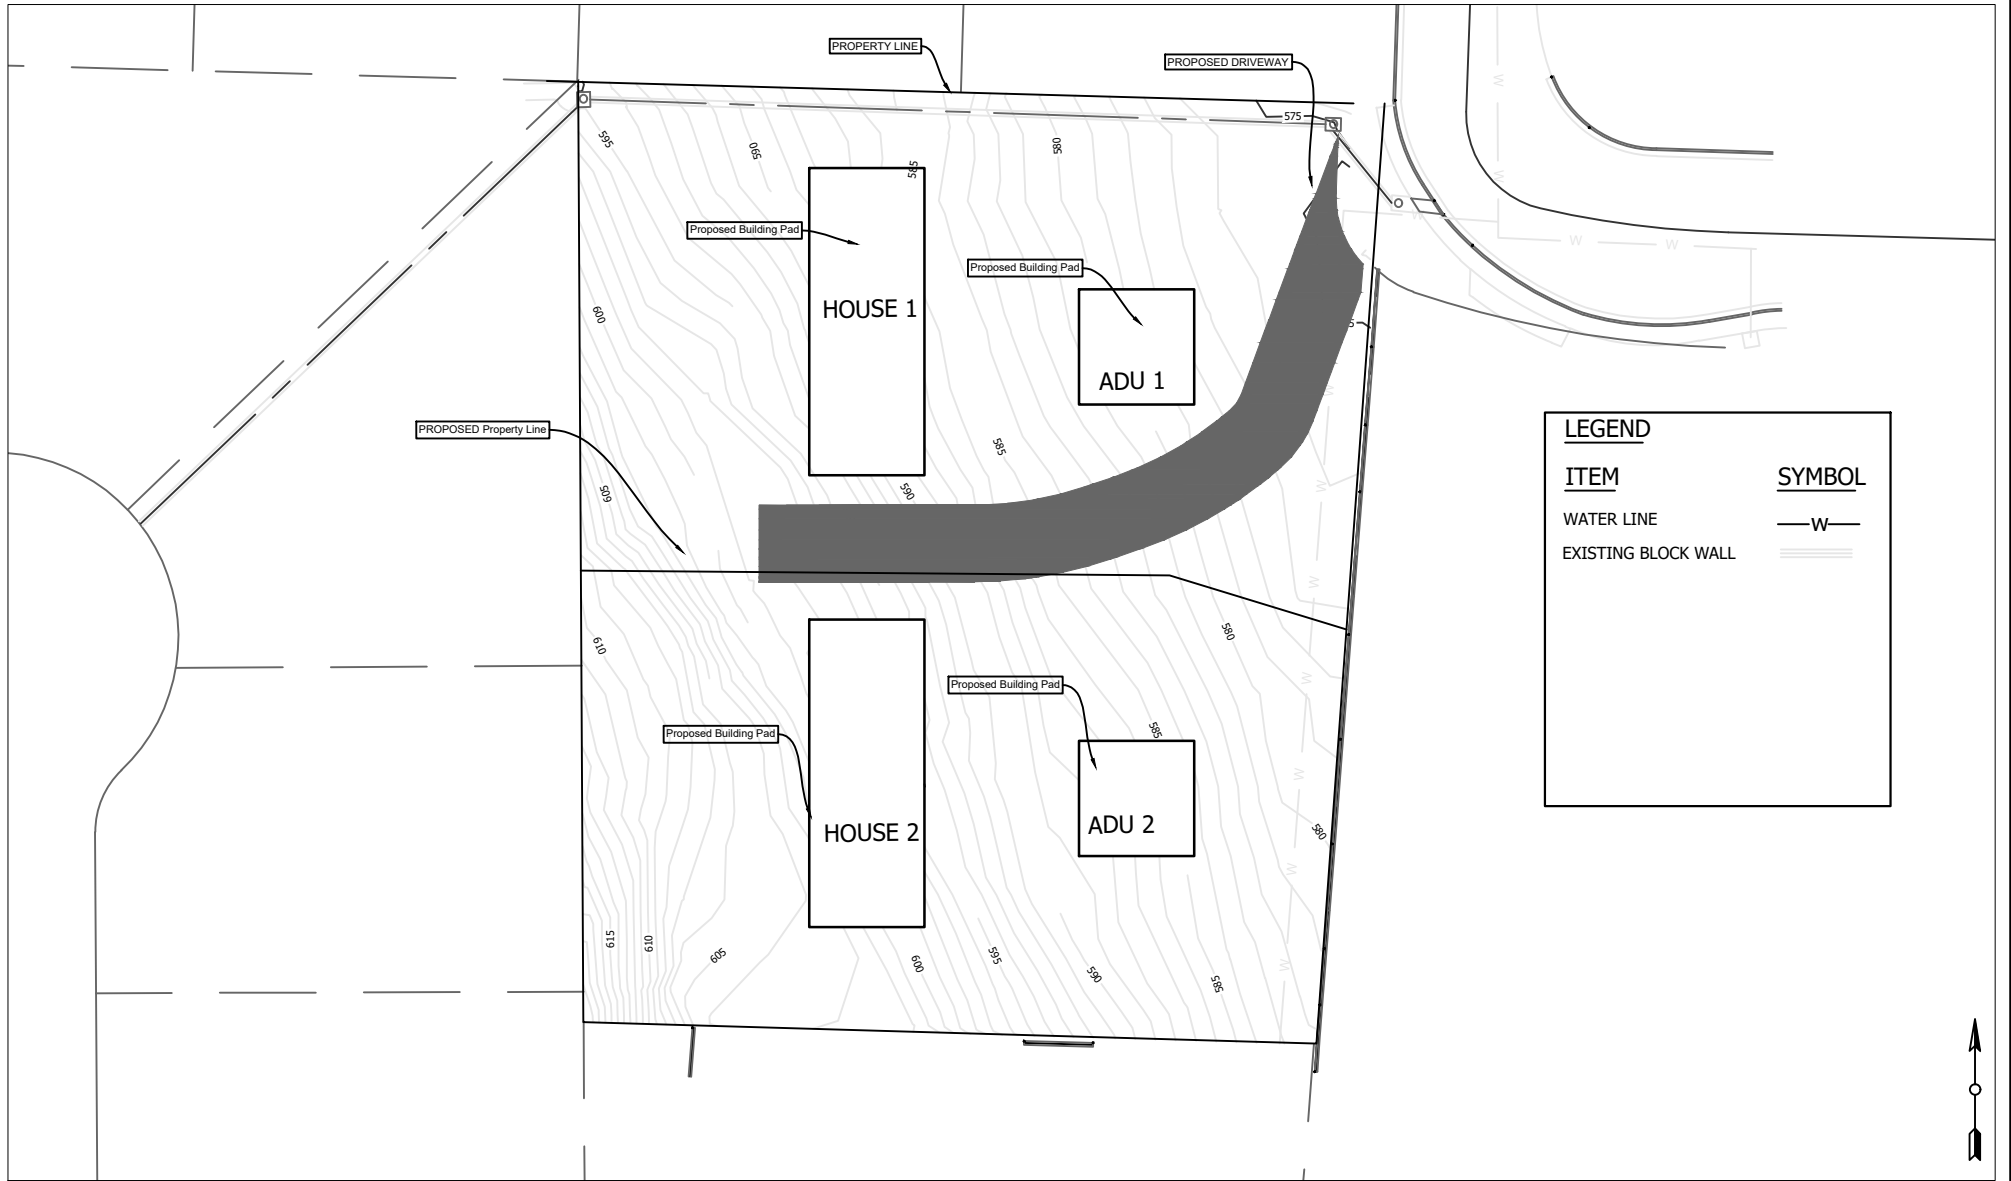 PROPERTY LINE
PROPOSED DRIVEWAY
575
595
590
580
585
Proposed Building Pad
Proposed Building Pad
HOUSE 1
600
5
ADU 1
PROPOSED Property Line
585
605
590
610
580
Proposed Building Pad
585
Proposed Building Pad
HOUSE 2
ADU 2
580
615
610
605
600
595
590
585
W
W
W
W
W
W
W
W
W
W
W
W
W
LEGEND
ITEM SYMBOL
WATER LINE W
EXISTING BLOCK WALL